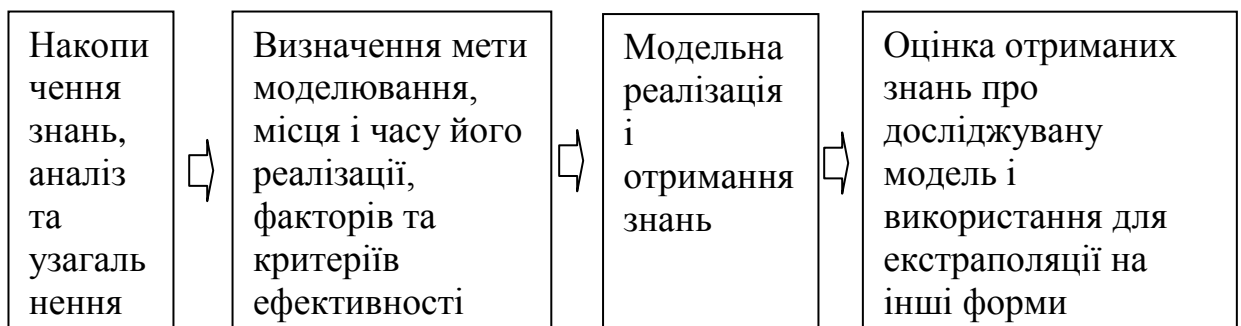 Накопи
чення
знань,
аналіз
та
узагаль
нення
Визначення мети
моделювання,
місця і часу його
реалізації,
факторів та
критеріїв
ефективності
Модельна
реалізація
і
отримання
знань
Оцінка отриманих
знань про
досліджувану
модель і
використання для
екстраполяції на
інші форми